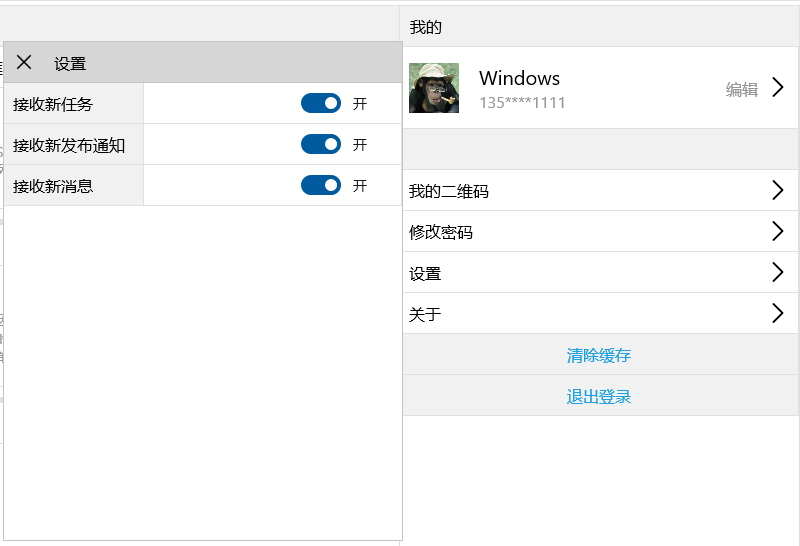 设置
接收新任务 开
接收新发布通知 开
接收新消息 开
我的
Windows
135****1111
编辑
我的二维码
修改密码
设置
关于
清除缓存
退出登录